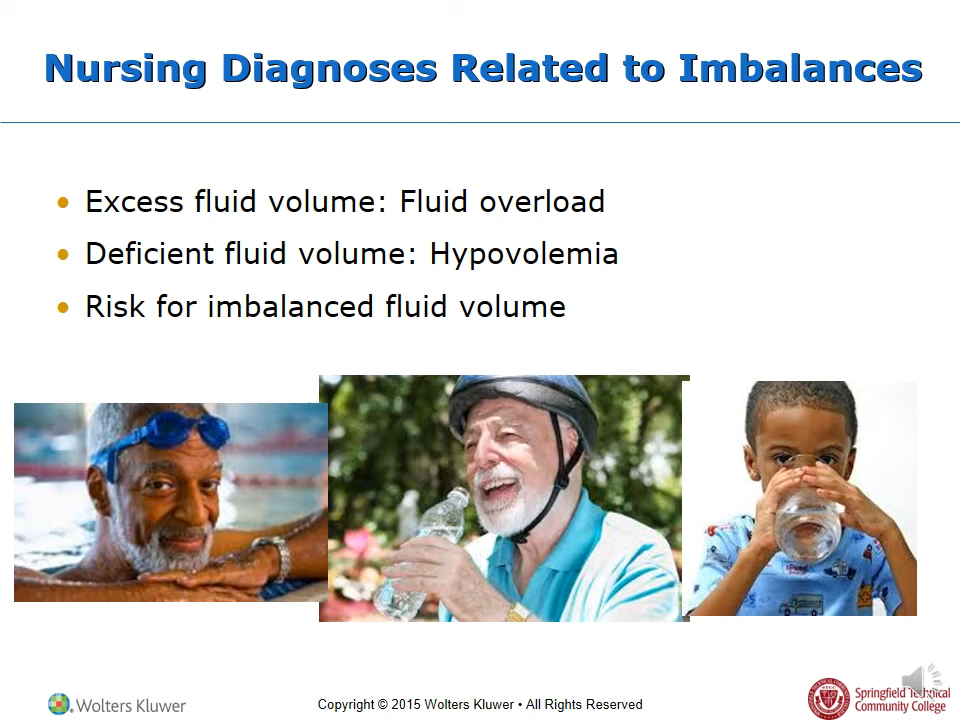 Nursing Diagnoses Related to Imbalances
• Excess fluid volume: Fluid overload
• Deficient fluid volume: Hypovolemia
• Risk for imbalanced fluid volume
Wolters Kluwer
Copyright © 2015 Wolters Kluwer • All Rights Reserved
Springfield Technical
Community College